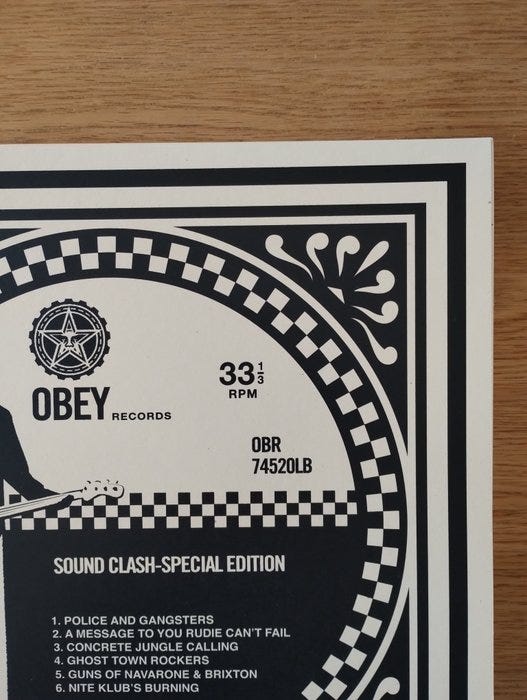 33 1/3
RPM
OBEY RECORDS
OBR
74520LB
SOUND CLASH-SPECIAL EDITION
1. POLICE AND GANGSTERS
2. A MESSAGE TO YOU RUDIE CAN'T FAIL
3. CONCRETE JUNGLE CALLING
4. GHOST TOWN ROCKERS
5. GUNS OF NAVARONE & BRIXTON
6. NITE KLUB'S BURNING